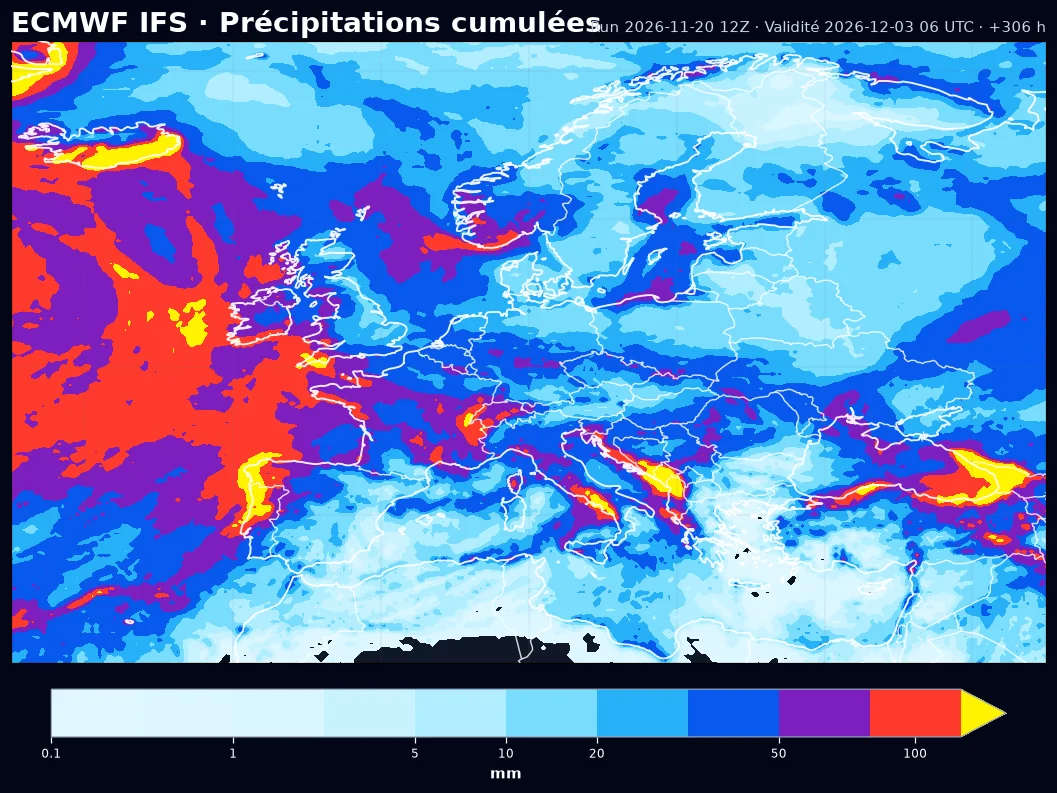 ECMWF IFS · Précipitations cumulées
Run 2026-11-20 12Z · Validité 2026-12-03 06 UTC · +306 h
0.1 1 5 10 20 50 100
mm